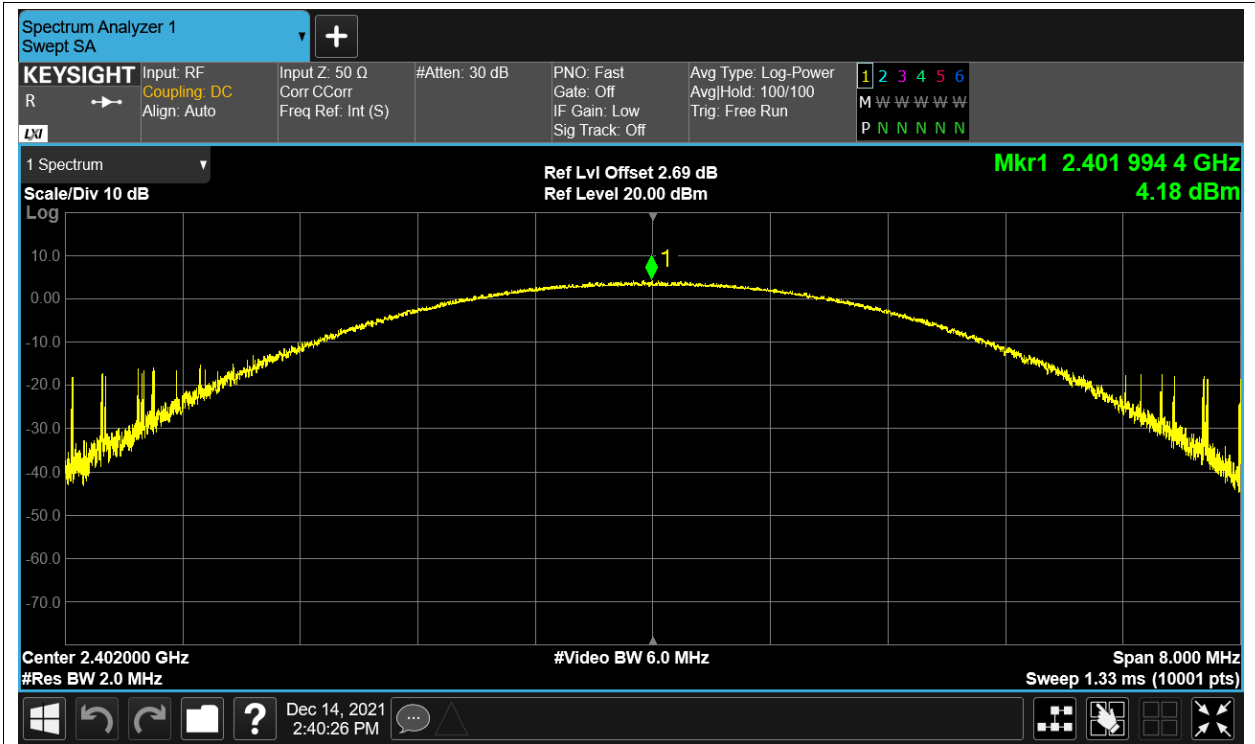 Spectrum Analyzer 1
Swept SA
KEYSIGHT
R
LXI
Input: RF
Coupling: DC
Align: Auto
Input Z: 50 Ω
Corr CCorr
Freq Ref: Int (S)
#Atten: 30 dB
PNO: Fast
Gate: Off
IF Gain: Low
Sig Track: Off
Avg Type: Log-Power
Avg|Hold: 100/100
Trig: Free Run
1 2 3 4 5 6
M W W W W W
P N N N N N
1 Spectrum
Scale/Div 10 dB
Log
Ref Lvl Offset 2.69 dB
Ref Level 20.00 dBm
Mkr1 2.401 994 4 GHz
4.18 dBm
1
10.0
0.00
-10.0
-20.0
-30.0
-40.0
-50.0
-60.0
-70.0
Center 2.402000 GHz
#Res BW 2.0 MHz
#Video BW 6.0 MHz
Span 8.000 MHz
Sweep 1.33 ms (10001 pts)
?
Dec 14, 2021
2:40:26 PM